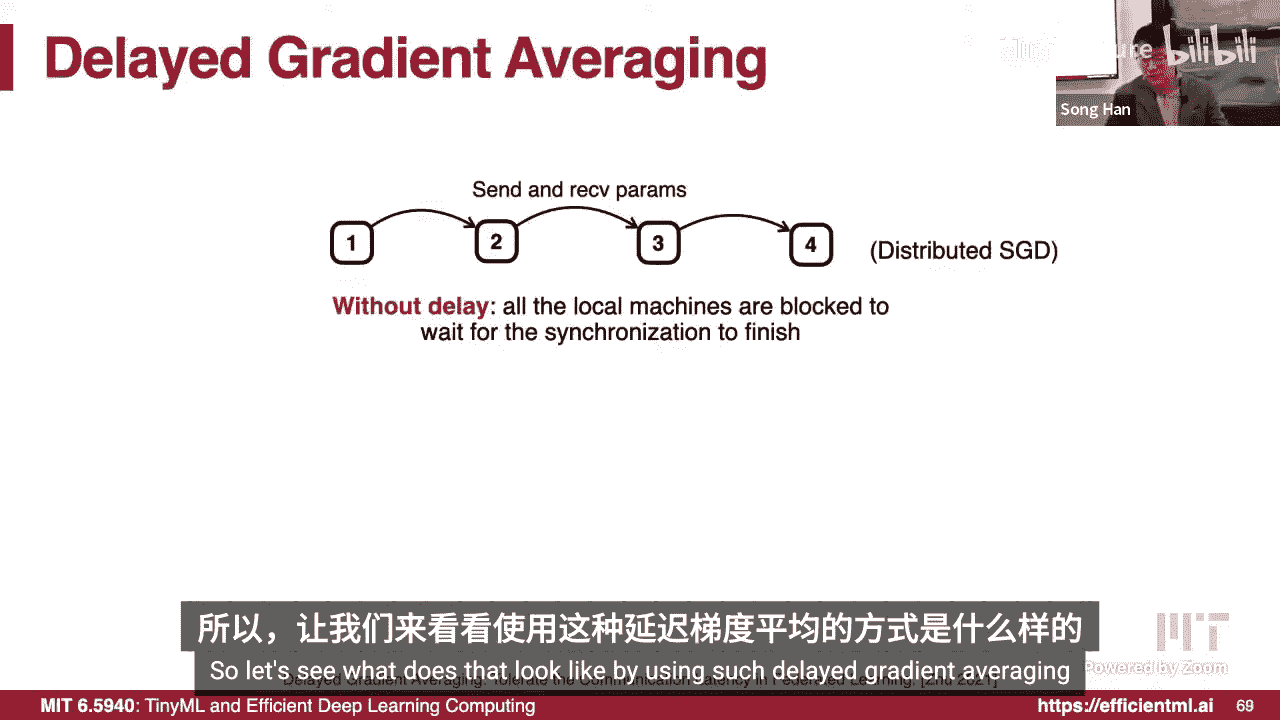 Delayed Gradient Averaging
bilibili
Song Han
Send and recv params
1 2 3 4 (Distributed SGD)
Without delay: all the local machines are blocked to
wait for the synchronization to finish
所以，让我们来看看使用这种延迟梯度平均的方式是什么样的
So let's see what does that look like by using such delayed gradient averaging
MIT
Powered by Zoom
MIT 6.5940: TinyML and Efficient Deep Learning Computing
https://efficientml.ai
69